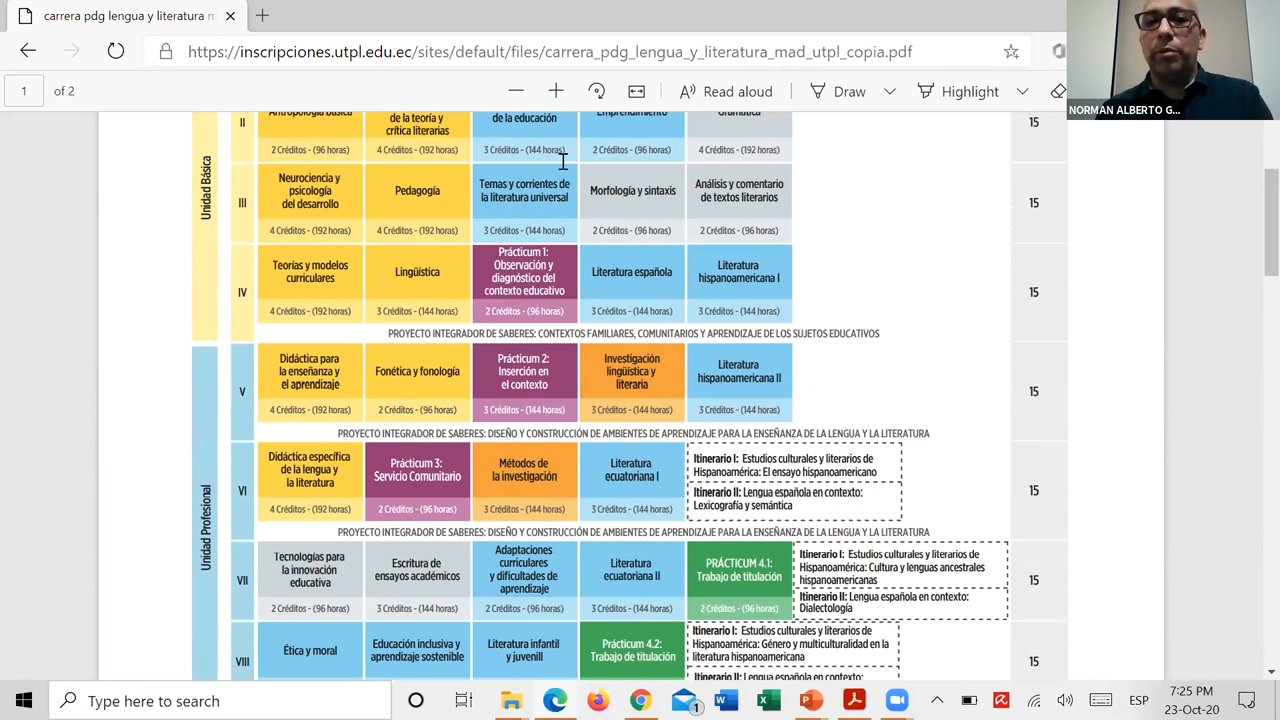 carrera pdg lengua y literatura m
https://inscripciones.utpl.edu.ec/sites/default/files/carrera_pdg_lengua_y_literatura_mad_utpl_copia.pdf
1 of 2
Read aloud
Draw
Highlight
NORMAN ALBERTO G...
Unidad Básica
II
Antropología básica
2 Créditos - (96 horas)
de la teoría y
crítica literarias
4 Créditos - (192 horas)
de la educación
3 Créditos - (144 horas)
Emprendimiento
2 Créditos - (96 horas)
Gramática
4 Créditos - (192 horas)
15
III
Neurociencia y
psicología
del desarrollo
4 Créditos - (192 horas)
Pedagogía
4 Créditos - (192 horas)
Temas y corrientes de
la literatura universal
3 Créditos - (144 horas)
Morfología y sintaxis
2 Créditos - (96 horas)
Análisis y comentario
de textos literarios
2 Créditos - (96 horas)
15
IV
Teorías y modelos
curriculares
4 Créditos - (192 horas)
Lingüística
3 Créditos - (144 horas)
Prácticum 1:
Observación y
diagnóstico del
contexto educativo
2 Créditos - (96 horas)
Literatura española
3 Créditos - (144 horas)
Literatura
hispanoamericana I
3 Créditos - (144 horas)
15
PROYECTO INTEGRADOR DE SABERES: CONTEXTOS FAMILIARES, COMUNITARIOS Y APRENDIZAJE DE LOS SUJETOS EDUCATIVOS
Unidad Profesional
V
Didáctica para
la enseñanza y
el aprendizaje
4 Créditos - (192 horas)
Fonética y fonología
2 Créditos - (96 horas)
Prácticum 2:
Inserción en
el contexto
3 Créditos - (144 horas)
Investigación
lingüística y
literaria
3 Créditos - (144 horas)
Literatura
hispanoamericana II
3 Créditos - (144 horas)
15
PROYECTO INTEGRADOR DE SABERES: DISEÑO Y CONSTRUCCIÓN DE AMBIENTES DE APRENDIZAJE PARA LA ENSEÑANZA DE LA LENGUA Y LA LITERATURA
VI
Didáctica específica
de la lengua y
la literatura
4 Créditos - (192 horas)
Prácticum 3:
Servicio Comunitario
2 Créditos - (96 horas)
Métodos de
la investigación
3 Créditos - (144 horas)
Literatura
ecuatoriana I
3 Créditos - (144 horas)
Itinerario I: Estudios culturales y literarios de
Hispanoamérica: El ensayo hispanoamericano
Itinerario II: Lengua española en contexto:
Lexicografía y semántica
15
PROYECTO INTEGRADOR DE SABERES: DISEÑO Y CONSTRUCCIÓN DE AMBIENTES DE APRENDIZAJE PARA LA ENSEÑANZA DE LA LENGUA Y LA LITERATURA
VII
Tecnologías para
la innovación
educativa
2 Créditos - (96 horas)
Escritura de
ensayos académicos
3 Créditos - (144 horas)
Adaptaciones
curriculares
y dificultades de
aprendizaje
2 Créditos - (96 horas)
Literatura
ecuatoriana II
3 Créditos - (144 horas)
PRÁCTICUM 4.1:
Trabajo de titulación
2 Créditos - (96 horas)
Itinerario I: Estudios culturales y literarios de
Hispanoamérica: Cultura y lenguas ancestrales
hispanoamericanas
Itinerario II: Lengua española en contexto:
Dialectología
15
VIII
Ética y moral
Educación inclusiva y
aprendizaje sostenible
Literatura infantil
y juvenill
Prácticum 4.2:
Trabajo de titulación
Itinerario I: Estudios culturales y literarios de
Hispanoamérica: Género y multiculturalidad en la
literatura hispanoamericana
Itinerario II: Lengua española en contexto:
15
Type here to search
1
ESP
7:25 PM
23-Oct-20